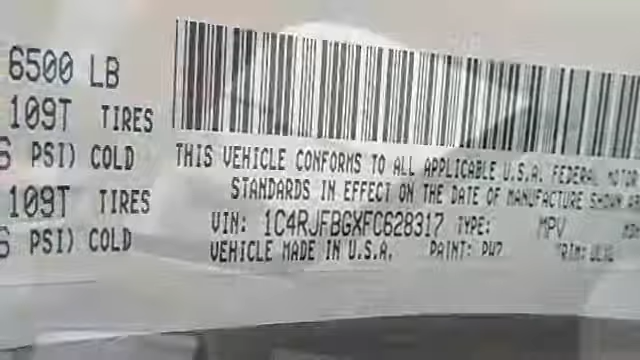 6500 LB
109T TIRES
PSI) COLD
109T TIRES
PSI) COLD
THIS VEHICLE CONFORMS TO ALL APPLICABLE U.S.A. FEDERAL MOTOR
STANDARDS IN EFFECT ON THE DATE OF MANUFACTURE SHOWN
VIN: 1C4RJFBGXFC628317 TYPE: MPV
VEHICLE MADE IN U.S.A. PAINT: PW7 TRIM: